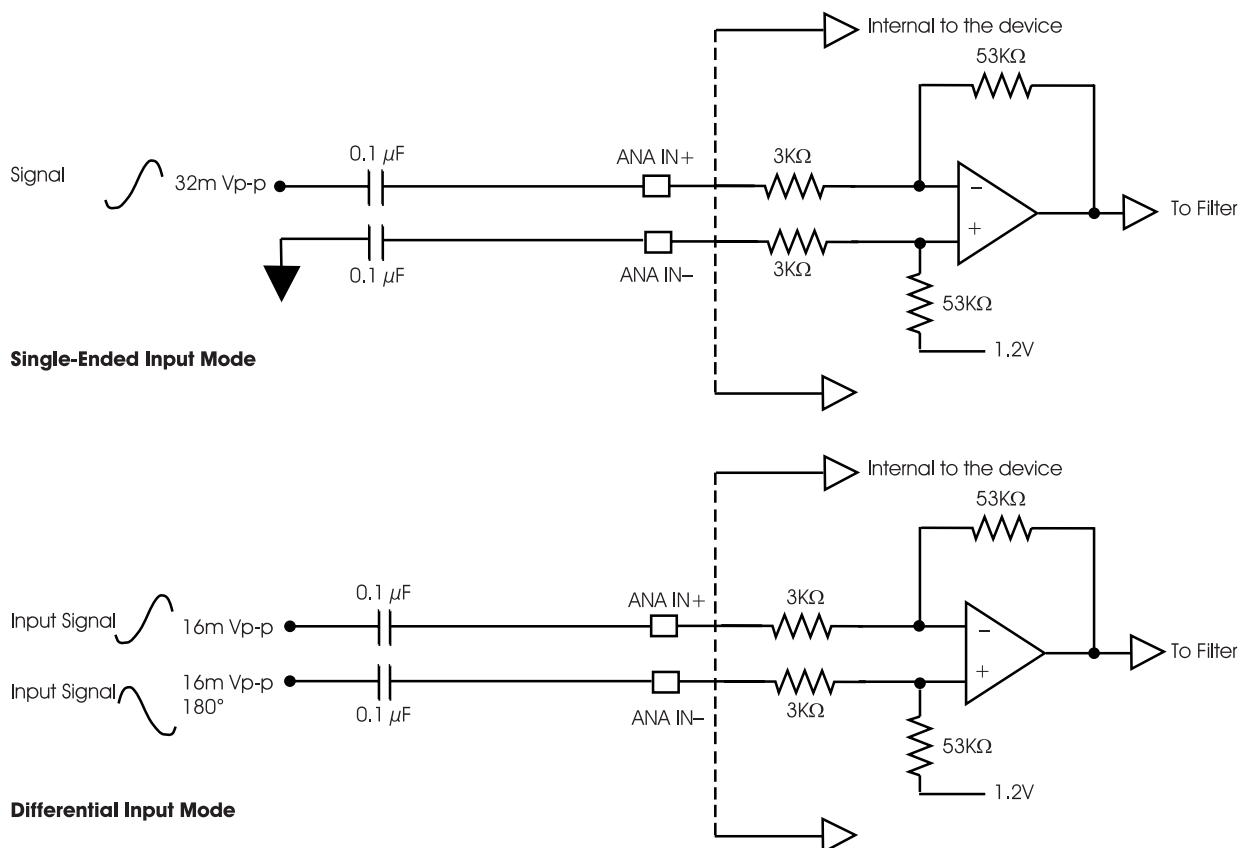 Internal to the device
53KΩ
0.1 µF
ANA IN+
3KΩ
Signal
32m Vp-p
−
+
To Filter
0.1 µF
ANA IN−
3KΩ
53KΩ
1.2V
Single-Ended Input Mode
Internal to the device
53KΩ
0.1 µF
ANA IN+
3KΩ
Input Signal
16m Vp-p
−
+
To Filter
Input Signal
16m Vp-p
180°
0.1 µF
ANA IN−
3KΩ
53KΩ
1.2V
Differential Input Mode